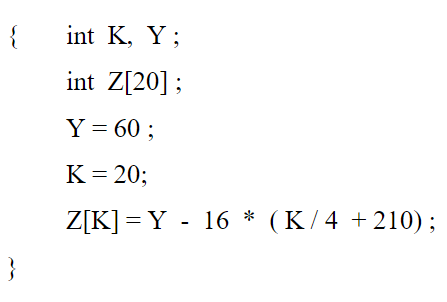 { int K, Y ;
int Z[20] ;
Y = 60 ;
K = 20;
Z[K] = Y - 16 * ( K / 4 + 210) ;
}